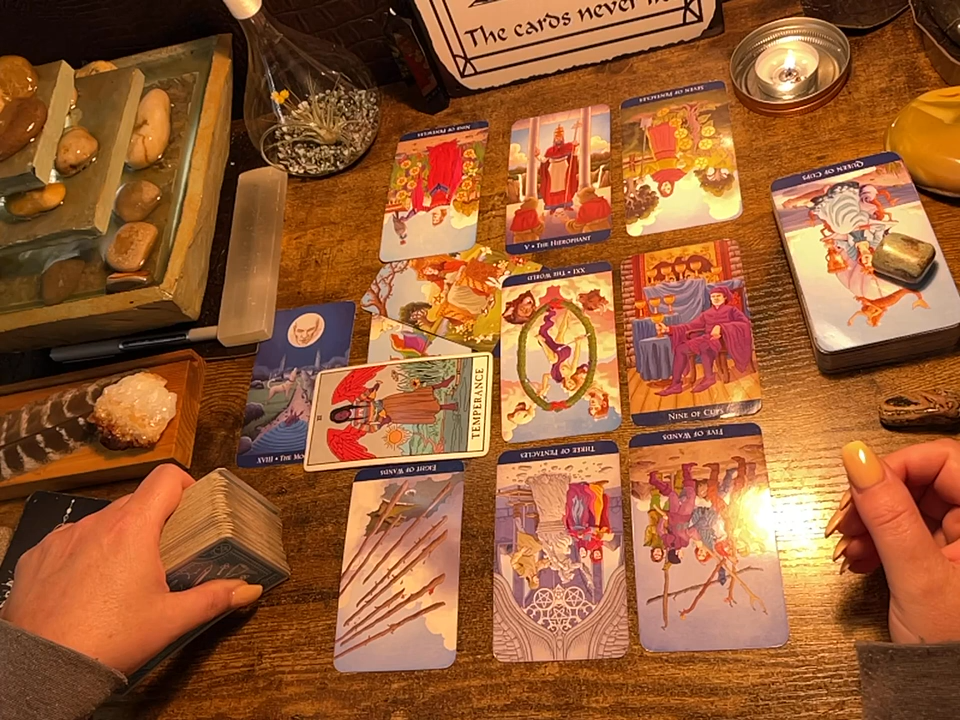 The cards never
NINE OF PENTACLES
V • THE HIEROPHANT
SEVEN OF PENTACLES
QUEEN OF CUPS
XXI • THE WORLD
NINE OF CUPS
XVIII • THE
TEMPERANCE
EIGHT OF WANDS
THREE OF PENTACLES
FIVE OF WANDS